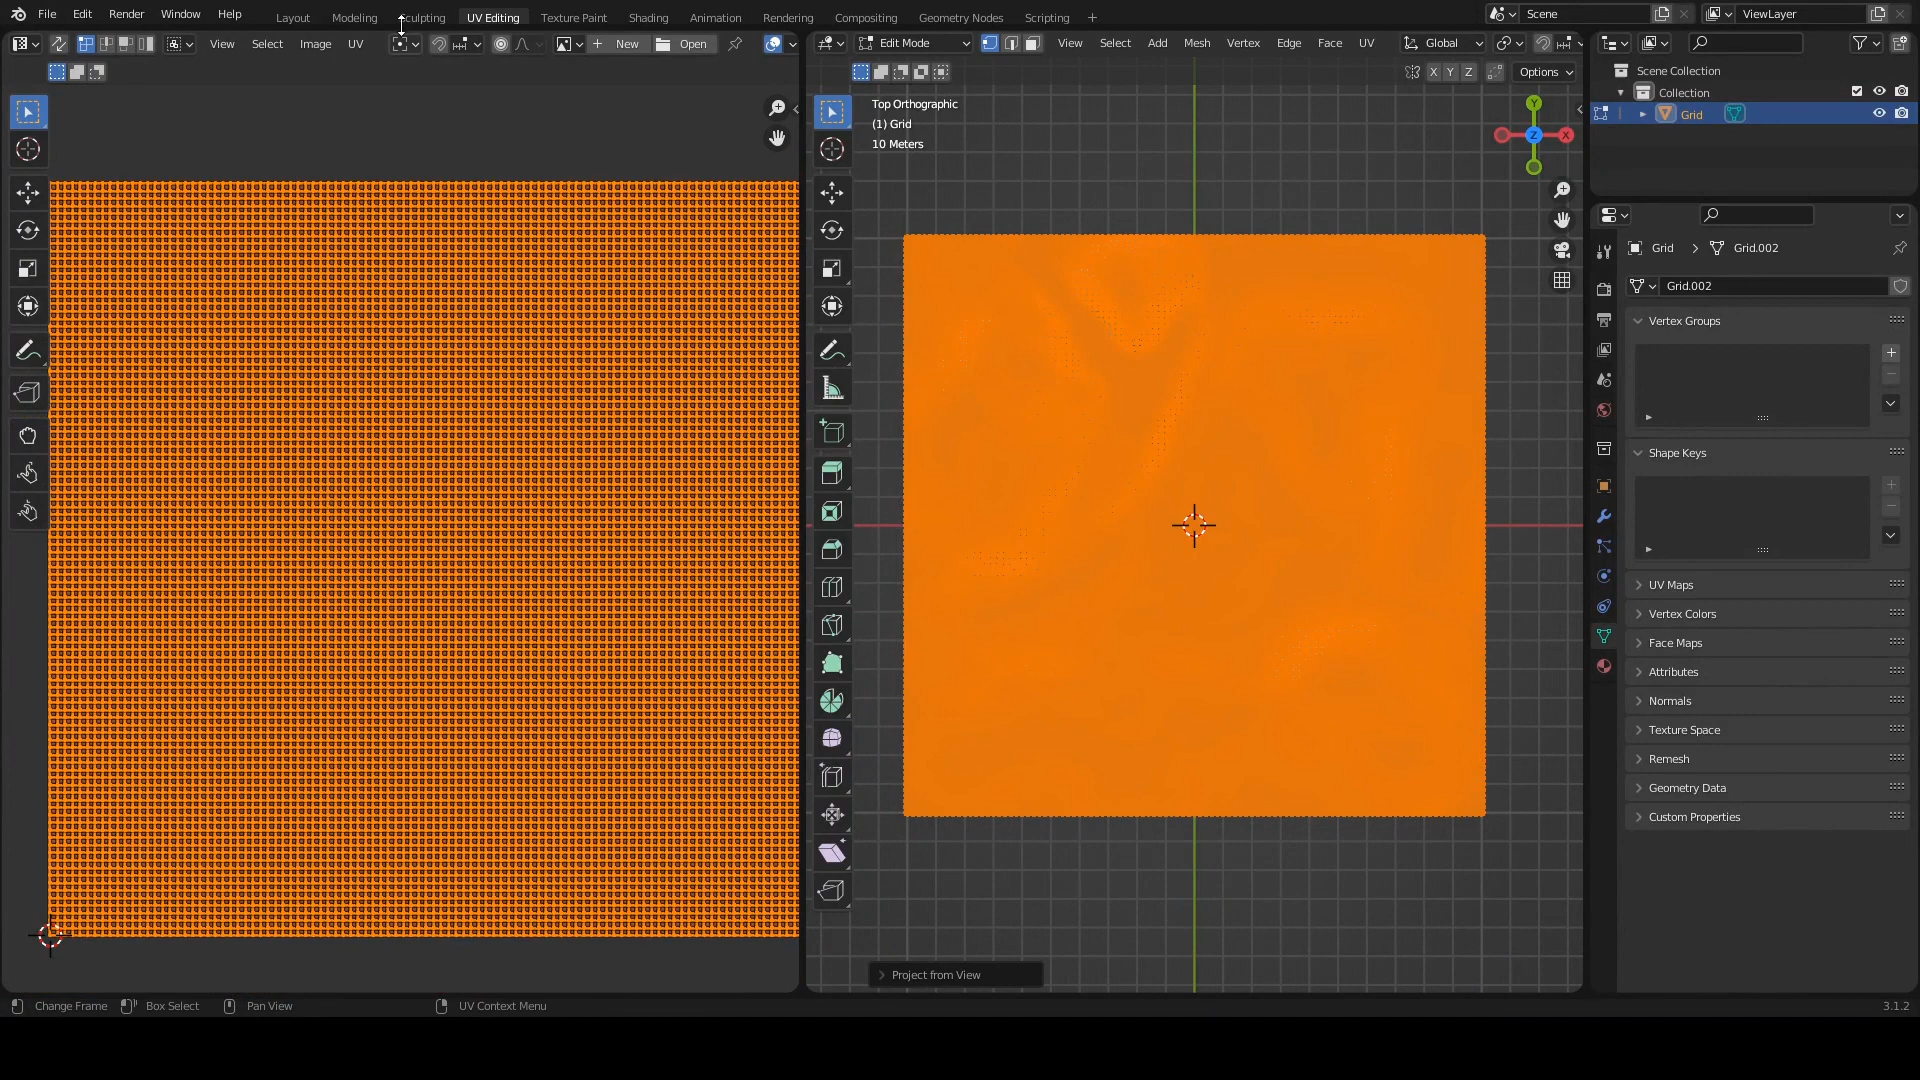 File Edit Render Window Help Layout Modeling Sculpting UV Editing Texture Paint Shading Animation Rendering Compositing Geometry Nodes Scripting + Scene ViewLayer
View Select Image UV New Open
Edit Mode View Select Add Mesh Vertex Edge Face UV Global
X Y Z Options
Top Orthographic
(1) Grid
10 Meters
Y
Z X
Project from View
Scene Collection
Collection
Grid
Grid > Grid.002
Grid.002
Vertex Groups
Shape Keys
UV Maps
Vertex Colors
Face Maps
Attributes
Normals
Texture Space
Remesh
Geometry Data
Custom Properties
Change Frame Box Select Pan View UV Context Menu 3.1.2